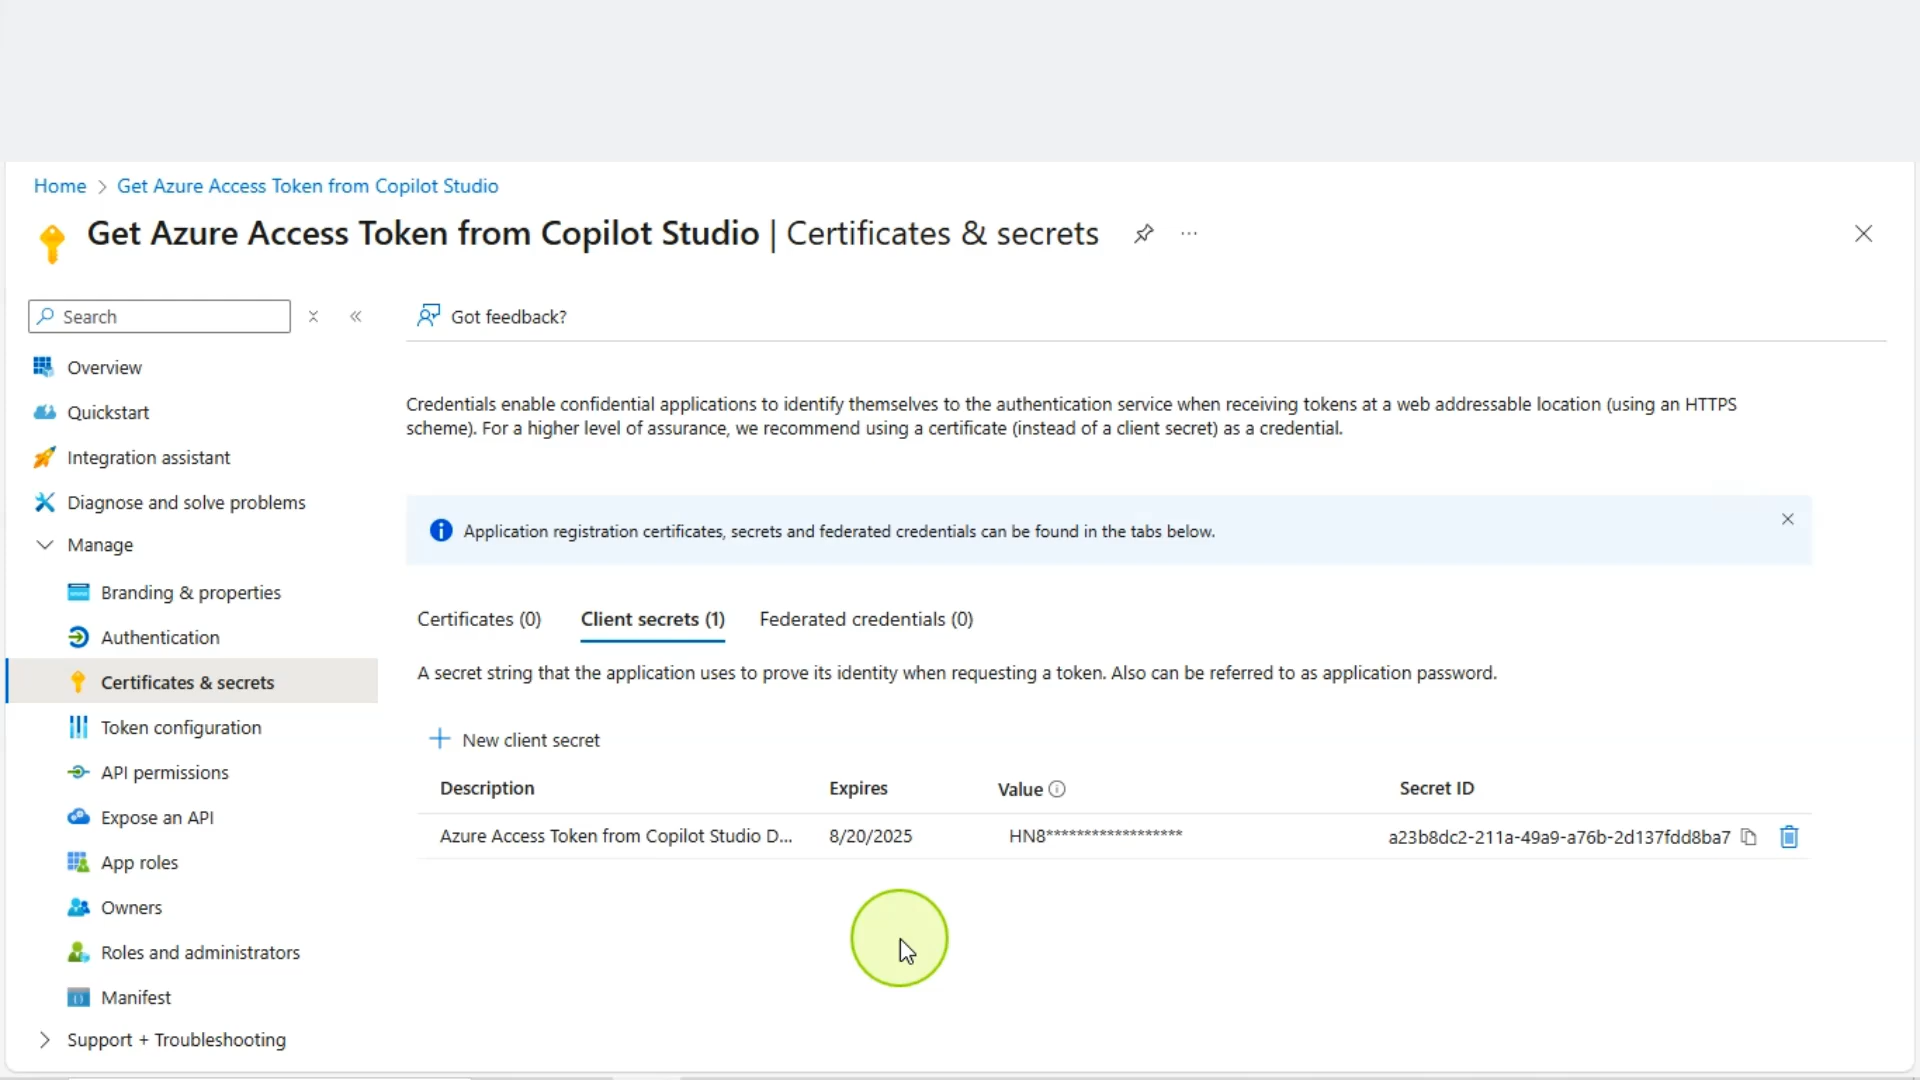 Home > Get Azure Access Token from Copilot Studio
Get Azure Access Token from Copilot Studio | Certificates & secrets ...
Search
Got feedback?
Overview
Quickstart
Integration assistant
Diagnose and solve problems
Manage
Branding & properties
Authentication
Certificates & secrets
Token configuration
API permissions
Expose an API
App roles
Owners
Roles and administrators
Manifest
Support + Troubleshooting
Credentials enable confidential applications to identify themselves to the authentication service when receiving tokens at a web addressable location (using an HTTPS
scheme). For a higher level of assurance, we recommend using a certificate (instead of a client secret) as a credential.
Application registration certificates, secrets and federated credentials can be found in the tabs below.
Certificates (0) Client secrets (1) Federated credentials (0)
A secret string that the application uses to prove its identity when requesting a token. Also can be referred to as application password.
New client secret
Description Expires Value Secret ID
Azure Access Token from Copilot Studio D... 8/20/2025 HN8****************** a23b8dc2-211a-49a9-a76b-2d137fdd8ba7